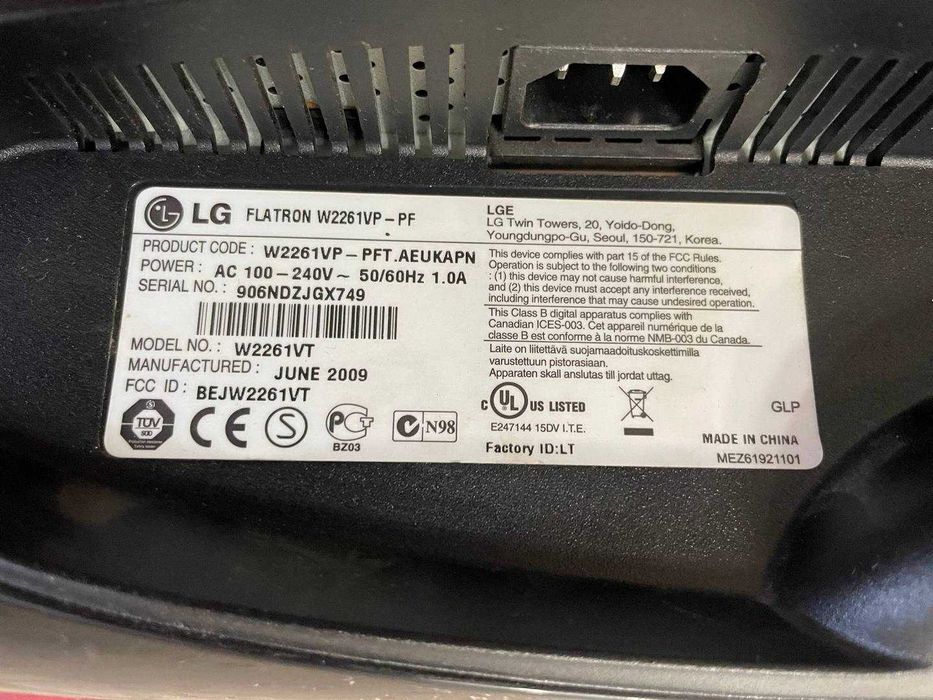 LG FLATRON W2261VP-PF
PRODUCT CODE : W2261VP-PFT.AEUKAPN
POWER : AC 100-240V~ 50/60Hz 1.0A
SERIAL NO. : 906NDZJGX749
MODEL NO. : W2261VT
MANUFACTURED : JUNE 2009
FCC ID : BEJW2261VT
TÜV
SÜD
CE
S
PG
BZ03
N98
LGE
LG Twin Towers, 20, Yoido-Dong,
Youngdungpo-Gu, Seoul, 150-721, Korea.
This device complies with part 15 of the FCC Rules.
Operation is subject to the following two conditions
: (1) this device may not cause harmful interference,
and (2) this device must accept any interference received,
including interference that may cause undesired operation.
This Class B digital apparatus complies with
Canadian ICES-003. Cet appareil numérique de la
classe B est conforme à la norme NMB-003 du Canada.
Laite on liitettävä suojamaadoituskoskettimilla
varustettuun pistorasiaan.
Apparaten skall anslutas till jordat uttag.
C UL US LISTED
E247144 15DV I.T.E.
Factory ID:LT
GLP
MADE IN CHINA
MEZ61921101